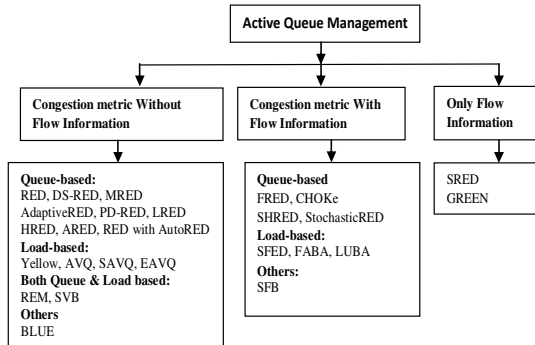 Active Queue Management
Congestion metric Without
Flow Information
Congestion metric With
Flow Information
Only Flow
Information
Queue-based:
RED, DS-RED, MRED
AdaptiveRED, PD-RED, LRED
HRED, ARED, RED with AutoRED
Load-based:
Yellow, AVQ, SAVQ, EAVQ
Both Queue & Load based:
REM, SVB
Others
BLUE
Queue-based
FRED, CHOKe
SHRED, StochasticRED
Load-based:
SFED, FABA, LUBA
Others:
SFB
SRED
GREEN